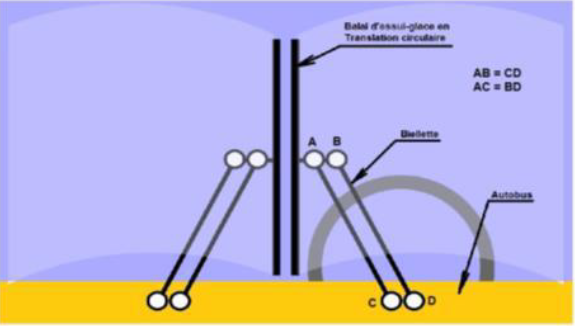 Balai d'essui-glace en
Translation circulaire
AB = CD
AC = BD
A B
Biellette
Autobus
C D